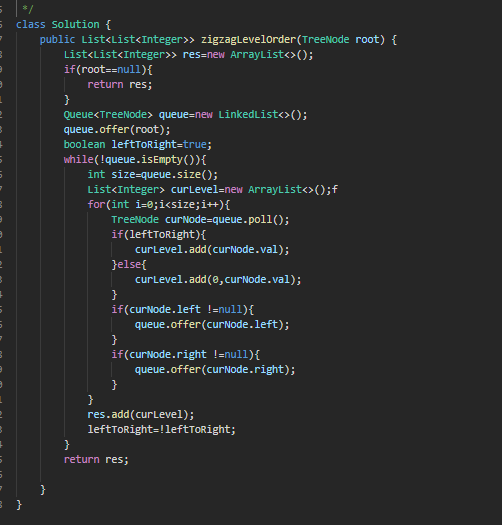 */
class Solution {
public List<List<Integer>> zigzagLevelOrder(TreeNode root) {
List<List<Integer>> res=new ArrayList<>();
if(root==null){
return res;
}
Queue<TreeNode> queue=new LinkedList<>();
queue.offer(root);
boolean leftToRight=true;
while(!queue.isEmpty()){
int size=queue.size();
List<Integer> curLevel=new ArrayList<>();f
for(int i=0;i<size;i++){
TreeNode curNode=queue.poll();
if(leftToRight){
curLevel.add(curNode.val);
}else{
curLevel.add(0,curNode.val);
}
if(curNode.left !=null){
queue.offer(curNode.left);
}
if(curNode.right !=null){
queue.offer(curNode.right);
}
}
res.add(curLevel);
leftToRight=!leftToRight;
}
return res;
}
}